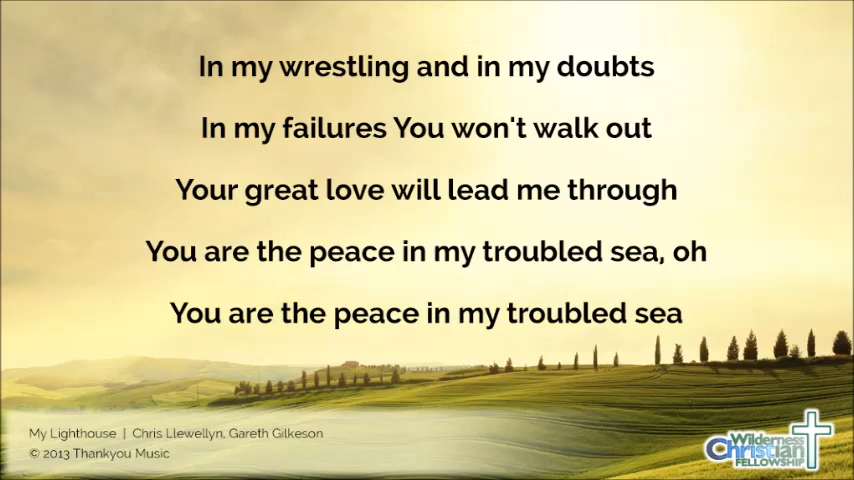 In my wrestling and in my doubts
In my failures You won't walk out
Your great love will lead me through
You are the peace in my troubled sea, oh
You are the peace in my troubled sea
My Lighthouse | Chris Llewellyn, Gareth Gilkeson
© 2013 Thankyou Music
Wilderness
Christian
FELLOWSHIP